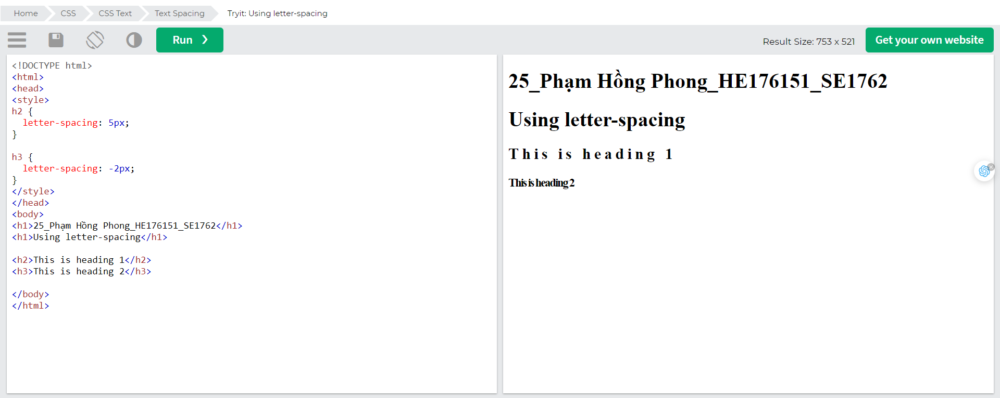 Home CSS CSS Text Text Spacing Tryit: Using letter-spacing
Run ❯ Result Size: 753 x 521 Get your own website
<!DOCTYPE html>
<html>
<head>
<style>
h2 {
  letter-spacing: 5px;
}

h3 {
  letter-spacing: -2px;
}
</style>
</head>
<body>
<h1>25_Phạm Hồng Phong_HE176151_SE1762</h1>
<h1>Using letter-spacing</h1>

<h2>This is heading 1</h2>
<h3>This is heading 2</h3>

</body>
</html>
25_Phạm Hồng Phong_HE176151_SE1762
Using letter-spacing
This is heading 1
This is heading 2